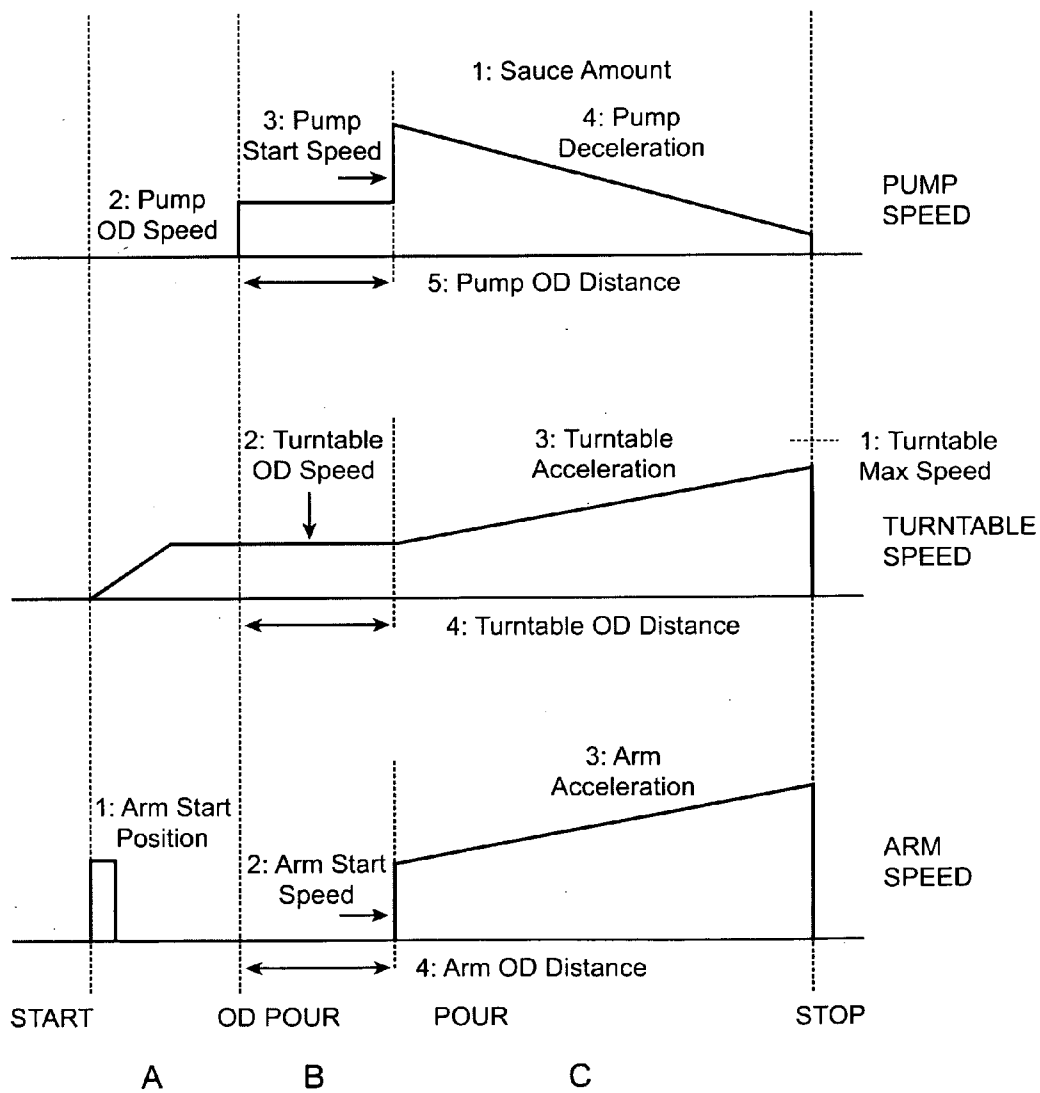 1: Sauce Amount
3: Pump
Start Speed
4: Pump
Deceleration
2: Pump
OD Speed
PUMP
SPEED
5: Pump OD Distance
2: Turntable
OD Speed
3: Turntable
Acceleration
1: Turntable
Max Speed
TURNTABLE
SPEED
4: Turntable OD Distance
3: Arm
Acceleration
1: Arm Start
Position
2: Arm Start
Speed
ARM
SPEED
4: Arm OD Distance
START
OD POUR
POUR
STOP
A
B
C